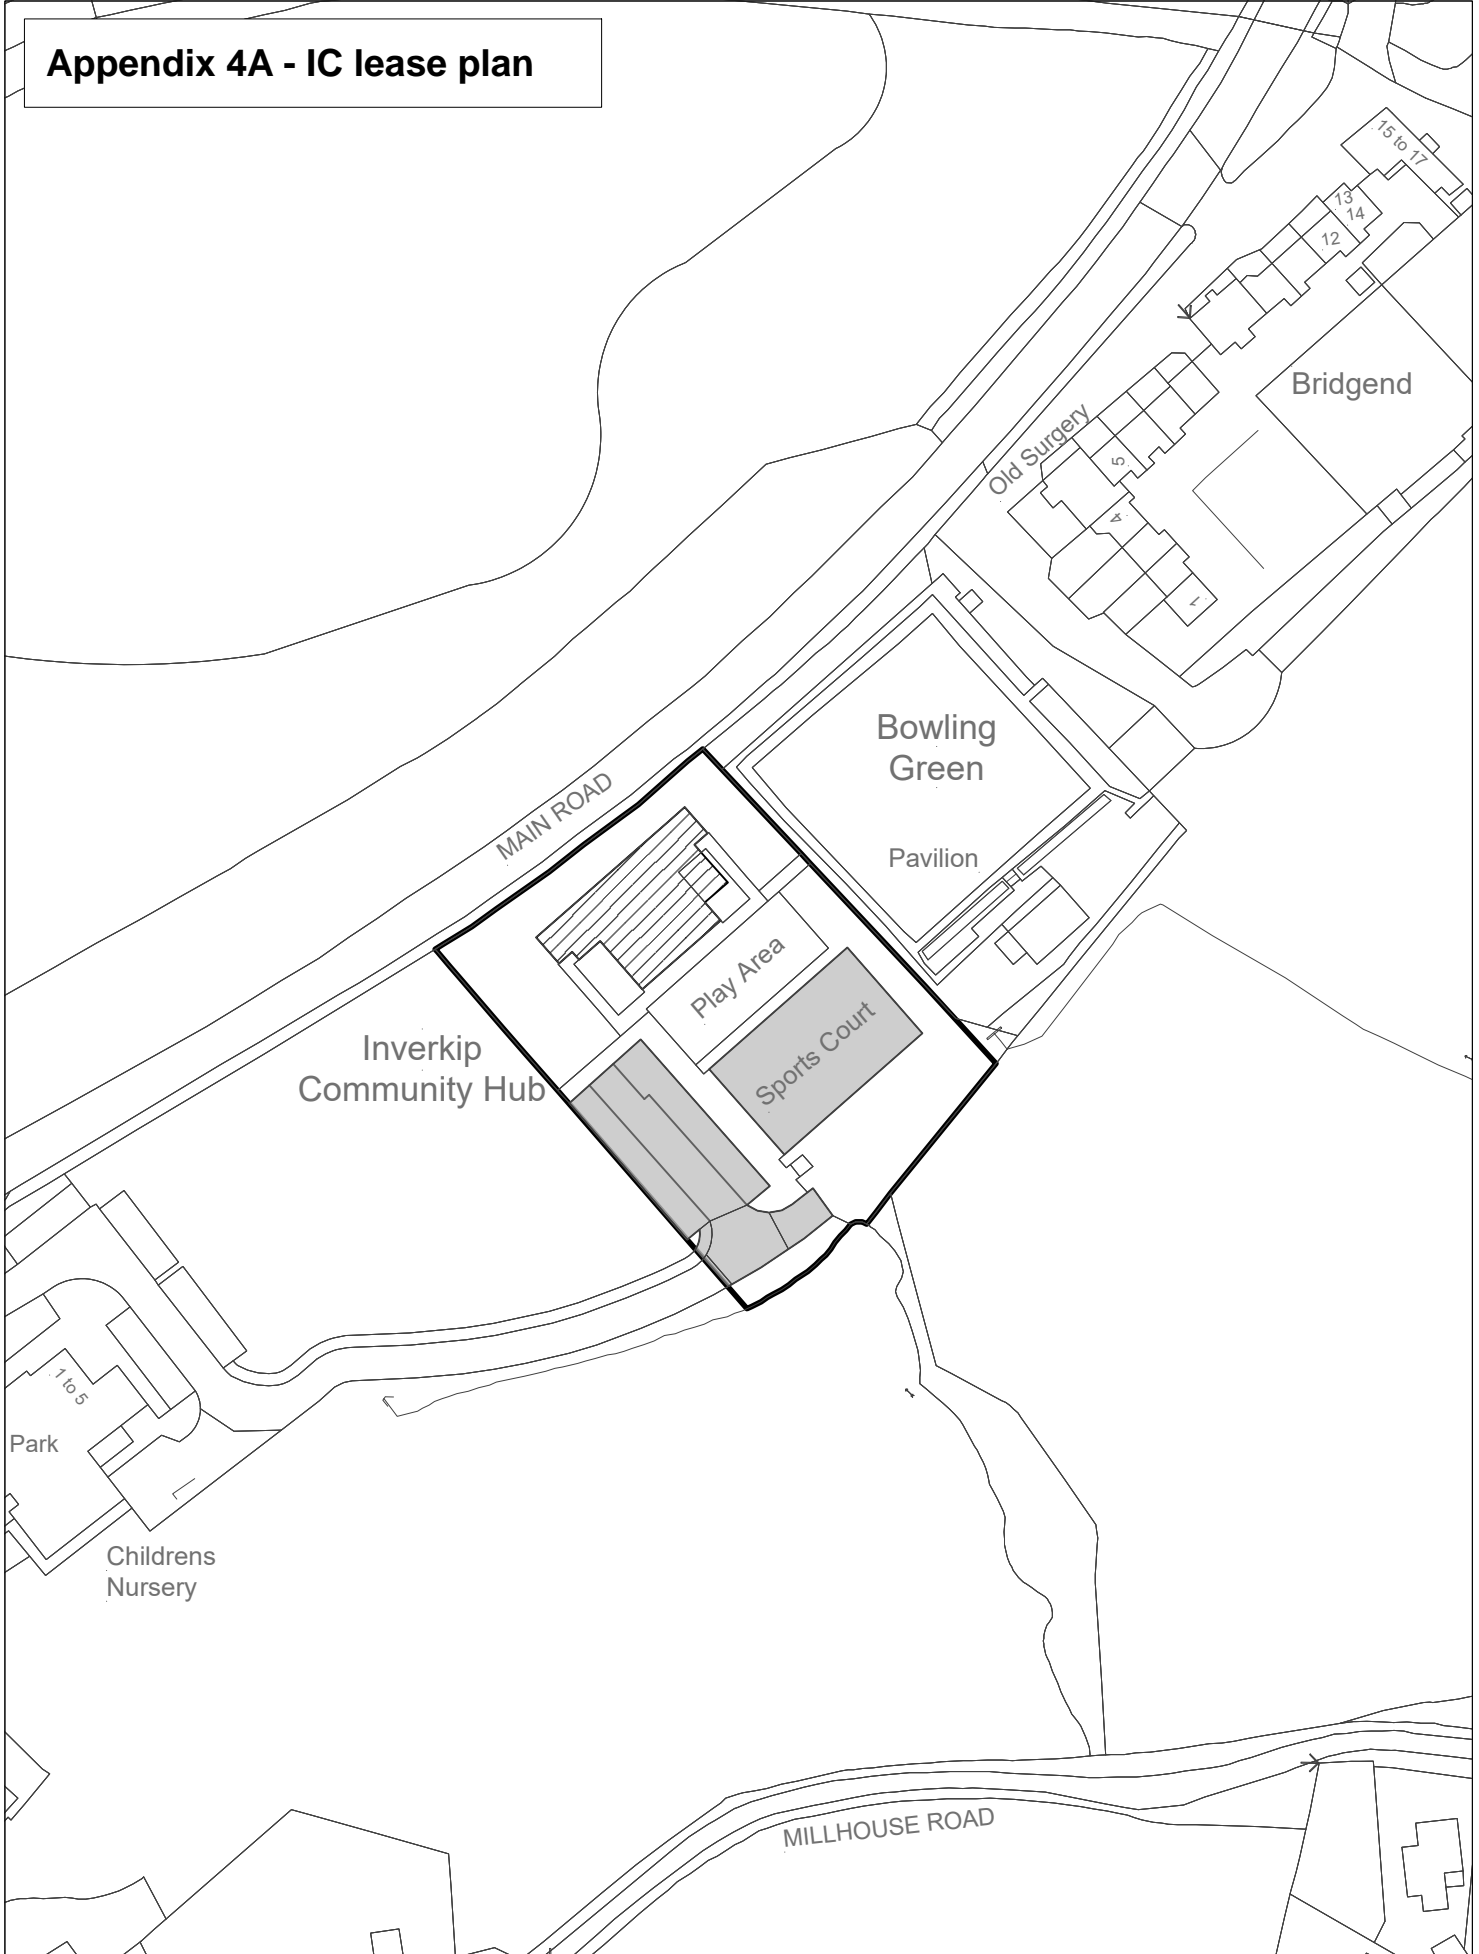 Appendix 4A - IC lease plan
15 to 17
13
14
12
Bridgend
Old Surgery
5
4
1
Bowling
Green
MAIN ROAD
Pavilion
Play Area
Sports Court
Inverkip
Community Hub
1 to 5
Park
Childrens
Nursery
MILLHOUSE ROAD